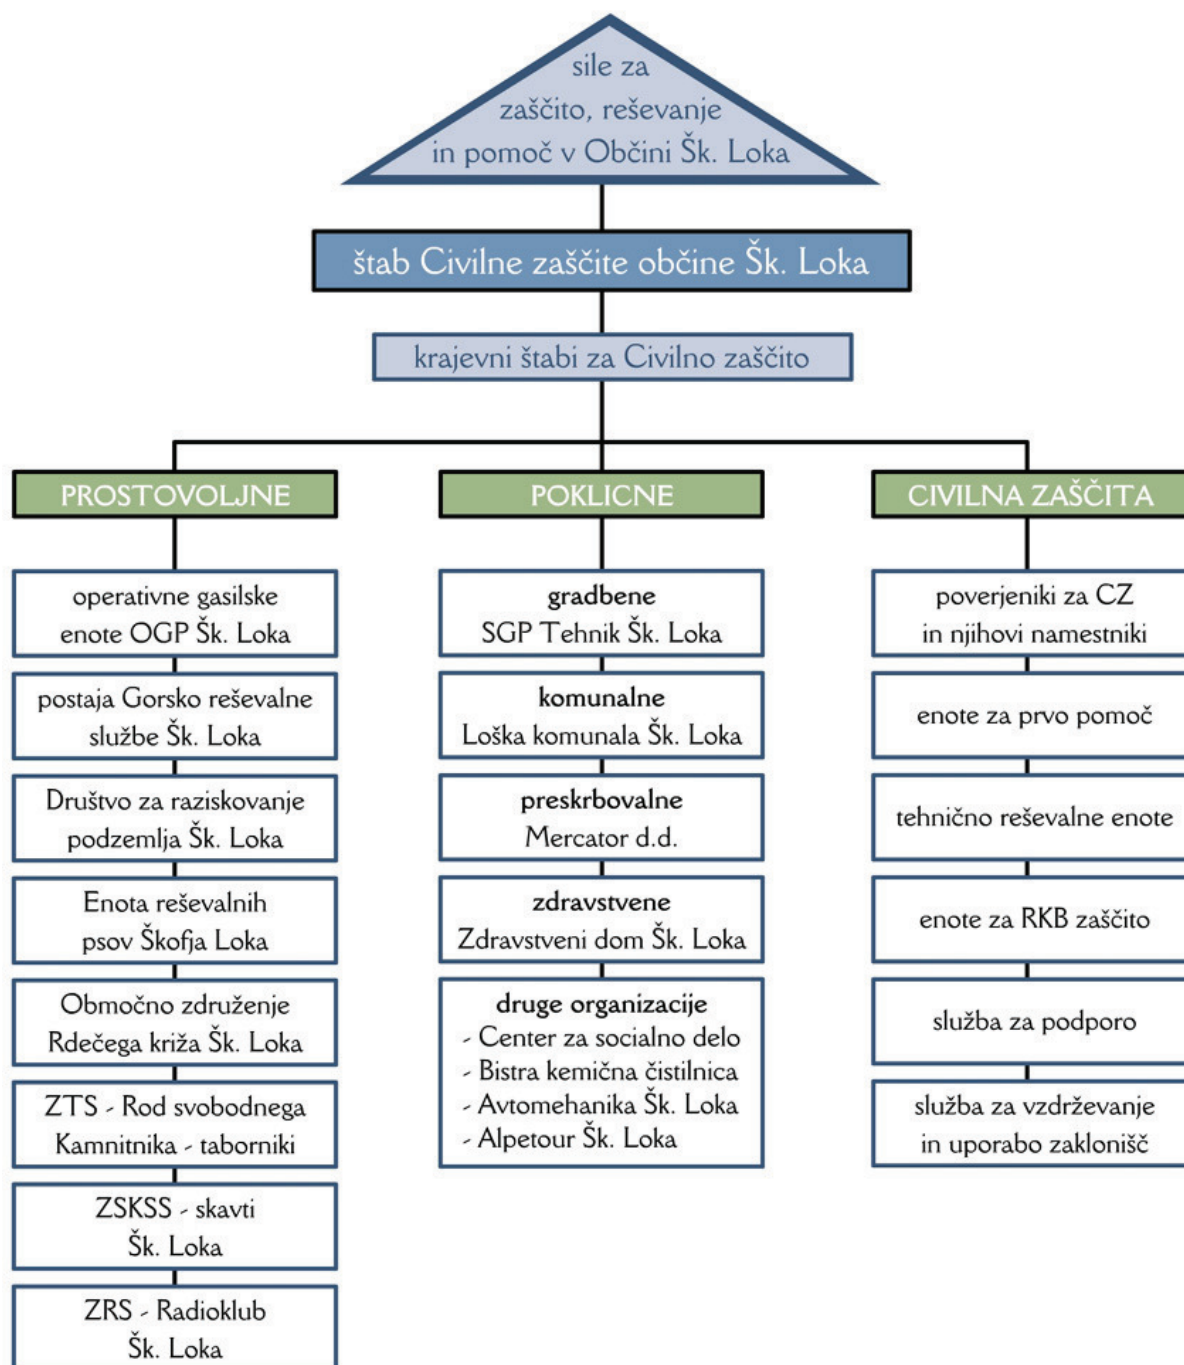 sile za
zaščito, reševanje
in pomoč v Občini Šk. Loka
štab Civilne zaščite občine Šk. Loka
krajevni štabi za Civilno zaščito
PROSTOVOLJNE
operativne gasilske
enote OGP Šk. Loka
postaja Gorsko reševalne
službe Šk. Loka
Društvo za raziskovanje
podzemlja Šk. Loka
Enota reševalnih
psov Škofja Loka
Območno združenje
Rdečega križa Šk. Loka
ZTS - Rod svobodnega
Kamnitnika - taborniki
ZSKSS - skavti
Šk. Loka
ZRS - Radioklub
Šk. Loka
POKLICNE
gradbene
SGP Tehnik Šk. Loka
komunalne
Loška komunala Šk. Loka
preskrbovalne
Mercator d.d.
zdravstvene
Zdravstveni dom Šk. Loka
druge organizacije
- Center za socialno delo
- Bistra kemična čistilnica
- Avtomehanika Šk. Loka
- Alpetour Šk. Loka
CIVILNA ZAŠČITA
poverjeniki za CZ
in njihovi namestniki
enote za prvo pomoč
tehnično reševalne enote
enote za RKB zaščito
služba za podporo
služba za vzdrževanje
in uporabo zaklonišč